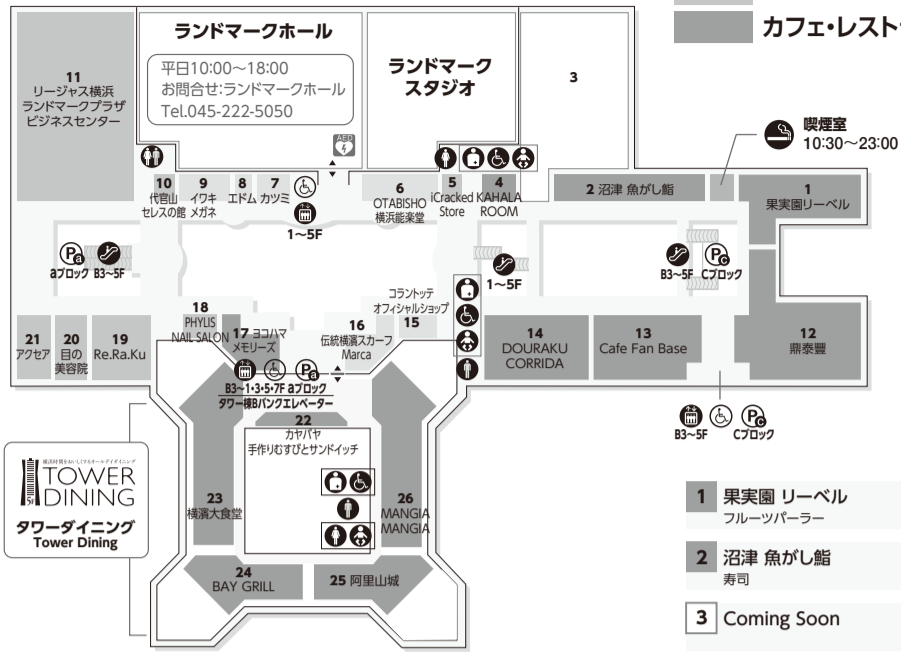 カフェ・レスト
ランドマークホール
平日10:00〜18:00
お問合せ:ランドマークホール
Tel.045-222-5050
ランドマーク
スタジオ
3
11
リージャス横浜
ランドマークプラザ
ビジネスセンター
AED
喫煙室
10:30〜23:00
10
代官山
セレスの館
9
イワキ
メガネ
8
エドム
7
カツミ
1〜5F
6
OTABISHO
横浜能楽堂
5
iCracked
Store
4
KAHALA
ROOM
2 沼津 魚がし鮨
1
果実園リーベル
Pa
aブロック
B3〜5F
1〜5F
B3〜5F
Pc
Cブロック
21
アクセア
20
目の
美容院
19
Re.Ra.Ku
18
PHYLIS
NAIL SALON
17 ヨコハマ
メモリーズ
16
伝統横濱スカーフ
Marca
コラントッテ
オフィシャルショップ
15
14
DOURAKU
CORRIDA
13
Cafe Fan Base
12
鼎泰豐
Pa
B3〜1・3・5・7F aブロック
タワー棟Bバンクエレベーター
Pc
B3〜5F
Cブロック
22
カヤバヤ
手作りむすびとサンドイッチ
23
横濱大食堂
26
MANGIA
MANGIA
24
BAY GRILL
25 阿里山城
5F
TOWER
DINING
タワーダイニング
Tower Dining
1 果実園 リーベル
フルーツパーラー
2 沼津 魚がし鮨
寿司
3 Coming Soon